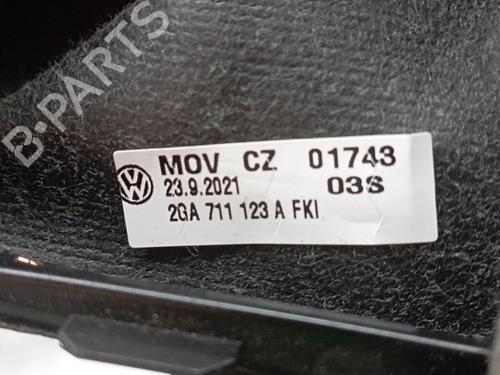 B-PARTS
MOV CZ 01743
23.9.2021 03S
2GA 711 123 A FKI